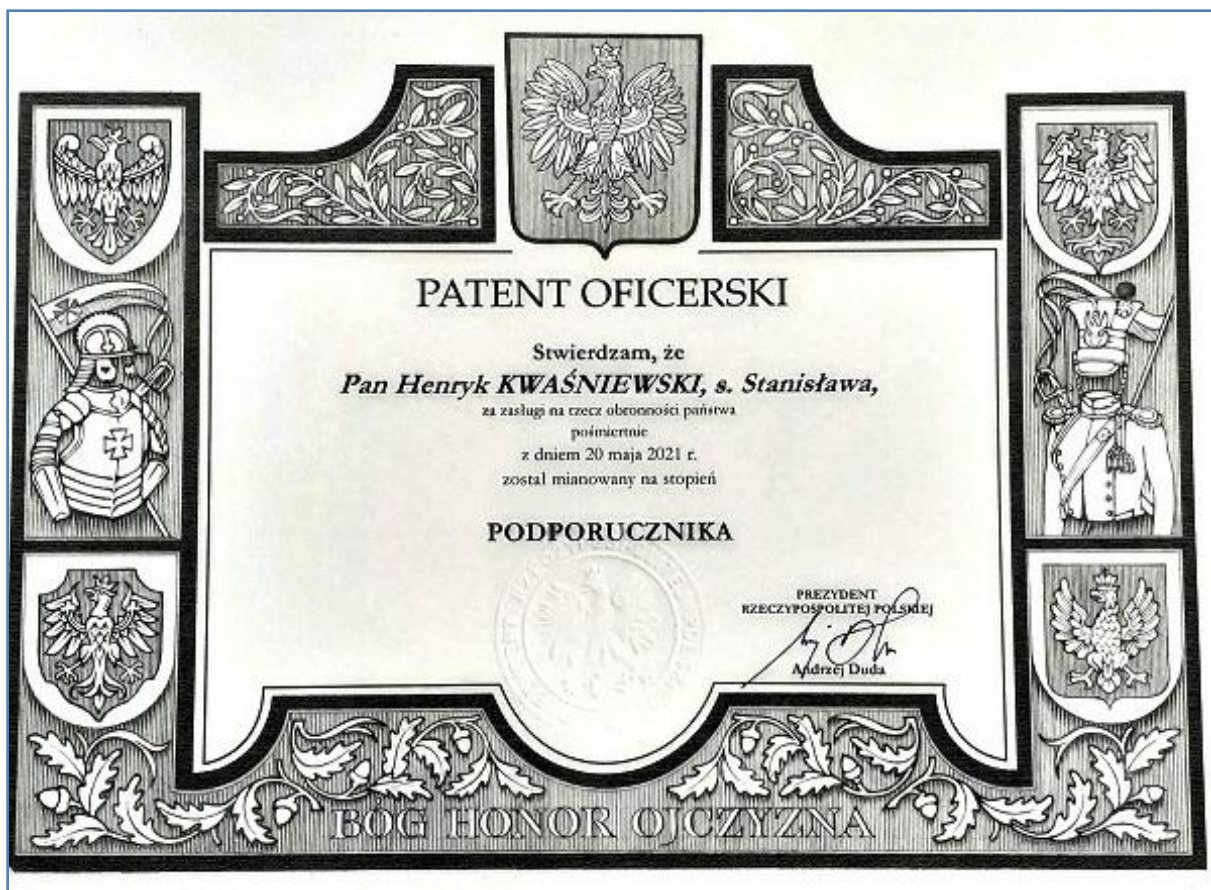 PATENT OFICERSKI
Stwierdzam, że
Pan Henryk KWAŚNIEWSKI, s. Stanisława,
za zasługi na rzecz obronności państwa
pośmiertnie
z dniem 20 maja 2021 r.
został mianowany na stopień
PODPORUCZNIKA
PREZYDENT
RZECZYPOSPOLITEJ POLSKIEJ
Andrzej Duda
BÓG HONOR OJCZYZNA